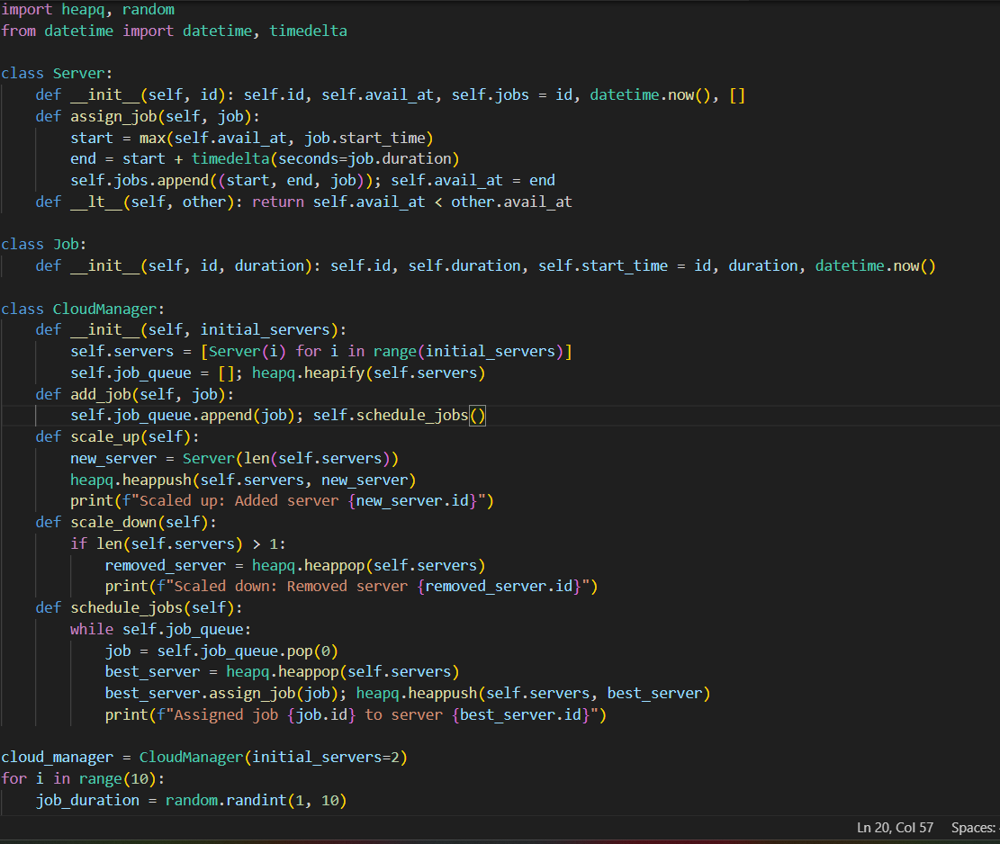 import heapq, random
from datetime import datetime, timedelta

class Server:
    def __init__(self, id): self.id, self.avail_at, self.jobs = id, datetime.now(), []
    def assign_job(self, job):
        start = max(self.avail_at, job.start_time)
        end = start + timedelta(seconds=job.duration)
        self.jobs.append((start, end, job)); self.avail_at = end
    def __lt__(self, other): return self.avail_at < other.avail_at

class Job:
    def __init__(self, id, duration): self.id, self.duration, self.start_time = id, duration, datetime.now()

class CloudManager:
    def __init__(self, initial_servers):
        self.servers = [Server(i) for i in range(initial_servers)]
        self.job_queue = []; heapq.heapify(self.servers)
    def add_job(self, job):
        self.job_queue.append(job); self.schedule_jobs()
    def scale_up(self):
        new_server = Server(len(self.servers))
        heapq.heappush(self.servers, new_server)
        print(f"Scaled up: Added server {new_server.id}")
    def scale_down(self):
        if len(self.servers) > 1:
            removed_server = heapq.heappop(self.servers)
            print(f"Scaled down: Removed server {removed_server.id}")
    def schedule_jobs(self):
        while self.job_queue:
            job = self.job_queue.pop(0)
            best_server = heapq.heappop(self.servers)
            best_server.assign_job(job); heapq.heappush(self.servers, best_server)
            print(f"Assigned job {job.id} to server {best_server.id}")

cloud_manager = CloudManager(initial_servers=2)
for i in range(10):
    job_duration = random.randint(1, 10)
Ln 20, Col 57 Spaces: